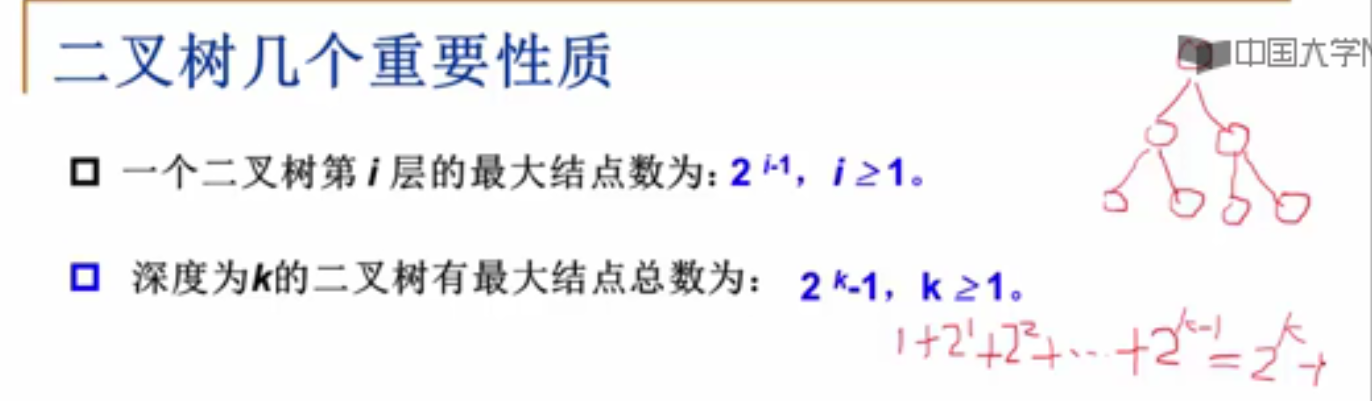 二叉树几个重要性质
中国大学M
一个二叉树第 i 层的最大结点数为：2 ^{i-1}，i ≥ 1。
深度为k的二叉树有最大结点总数为： 2 ^{k}-1，k ≥ 1。
1+2^1+2^2+…+2^{k-1}=2^k-1